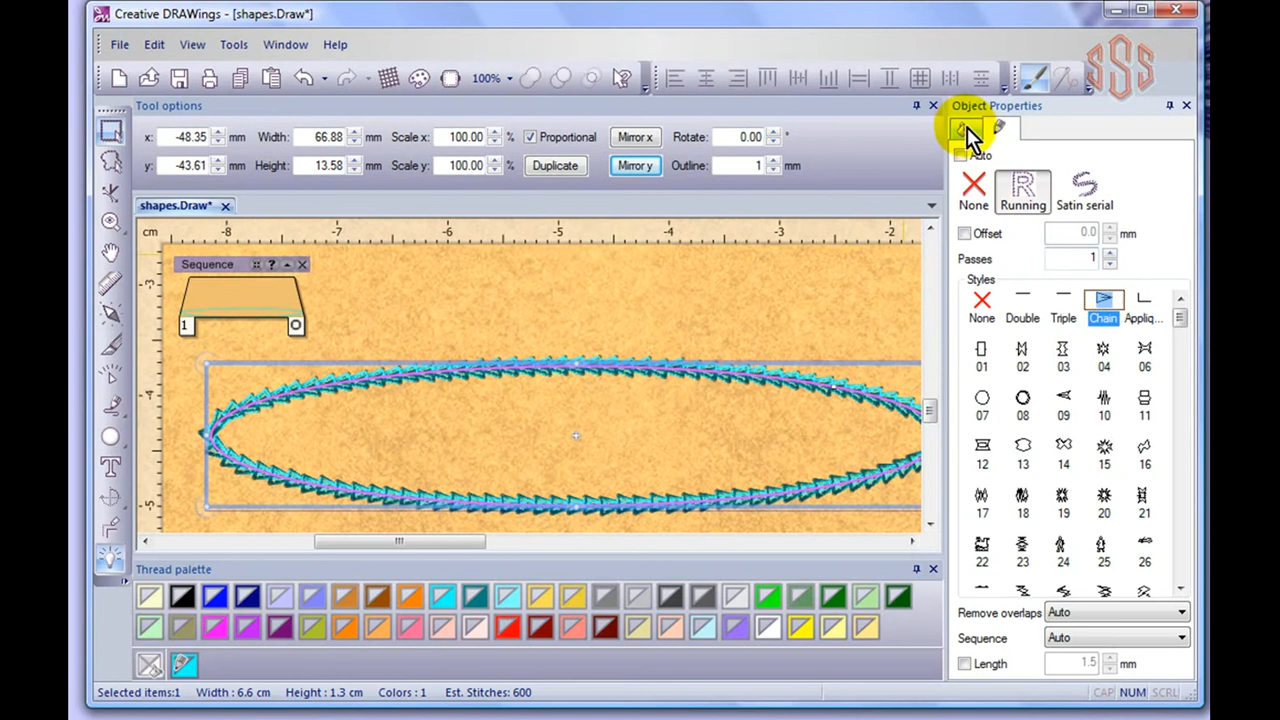 Creative DRAWings - [shapes.Draw*]
File Edit View Tools Window Help
100%
SSS
Tool options
Object Properties
x: -48.35 mm Width: 66.88 mm Scale x: 100.00 % Proportional Mirror x Rotate: 0.00 °
y: -43.61 mm Height: 13.58 mm Scale y: 100.00 % Duplicate Mirror y Outline: 1 mm
Auto
None Running Satin serial
shapes.Draw*
cm -8 -7 -6 -5 -4 -3 -2
Offset 0.0 mm
Passes 1
Sequence ?
1
-3
-4
-5
Styles
None Double Triple Chain Appliq...
01 02 03 04 06
07 08 09 10 11
12 13 14 15 16
17 18 19 20 21
22 23 24 25 26
Thread palette
Remove overlaps Auto
Sequence Auto
Length 1.5 mm
Selected items:1 Width : 6.6 cm Height : 1.3 cm Colors : 1 Est. Stitches: 600 CAP NUM SCRL